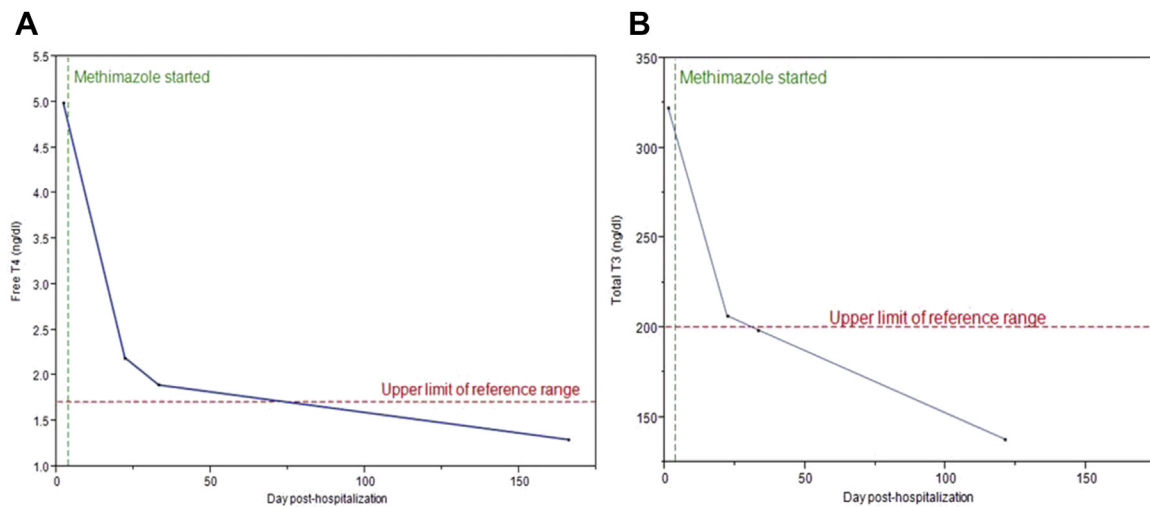 A
5.5
Methimazole started
5.0
4.5
4.0
3.5
3.0
2.5
2.0
1.5
1.0
Free T4 (ng/dl)
Upper limit of reference range
0 50 100 150
Day post-hospitalization
B
350
Methimazole started
300
250
200
150
Total T3 (ng/dl)
Upper limit of reference range
0 50 100 150
Day post-hospitalization